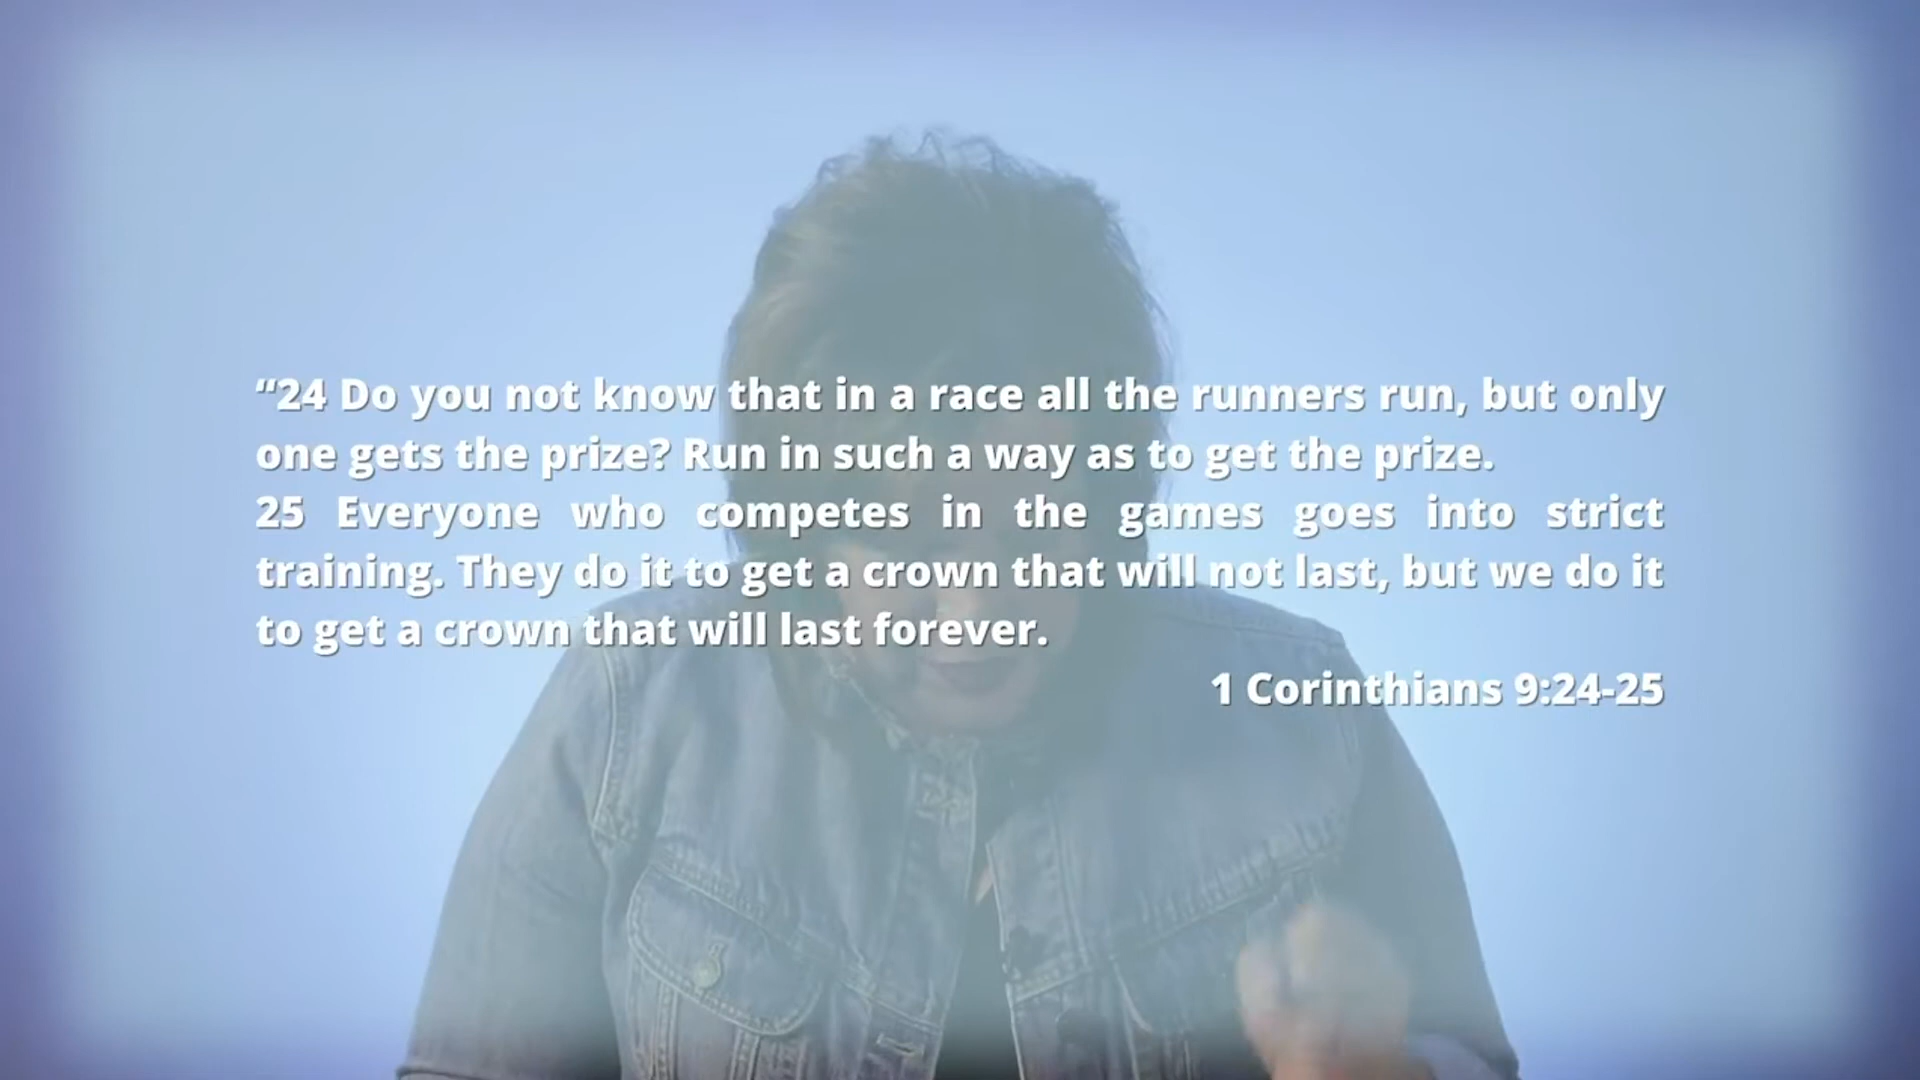 “24 Do you not know that in a race all the runners run, but only
one gets the prize? Run in such a way as to get the prize.
25 Everyone who competes in the games goes into strict
training. They do it to get a crown that will not last, but we do it
to get a crown that will last forever.
1 Corinthians 9:24-25